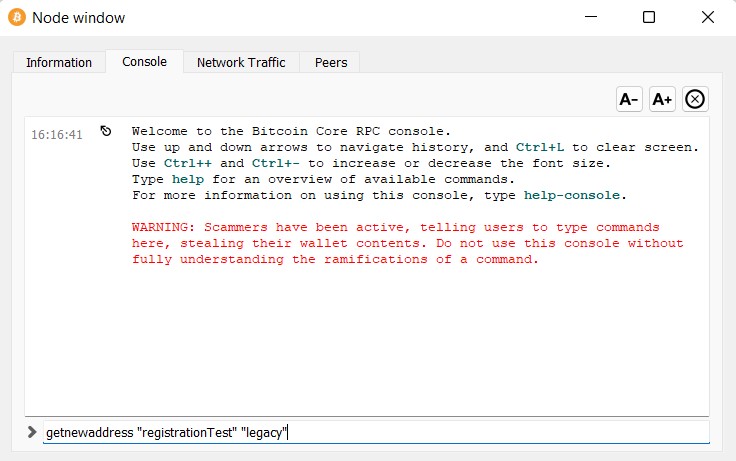 Node window
Information Console Network Traffic Peers
A- A+
16:16:41 Welcome to the Bitcoin Core RPC console.
Use up and down arrows to navigate history, and Ctrl+L to clear screen.
Use Ctrl++ and Ctrl+- to increase or decrease the font size.
Type help for an overview of available commands.
For more information on using this console, type help-console.
WARNING: Scammers have been active, telling users to type commands
here, stealing their wallet contents. Do not use this console without
fully understanding the ramifications of a command.
getnewaddress "registrationTest" "legacy"